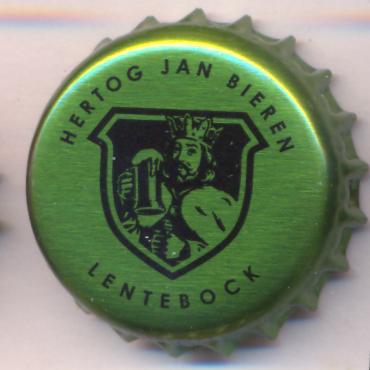 HERTOG JAN BIEREN
LENTEBOCK